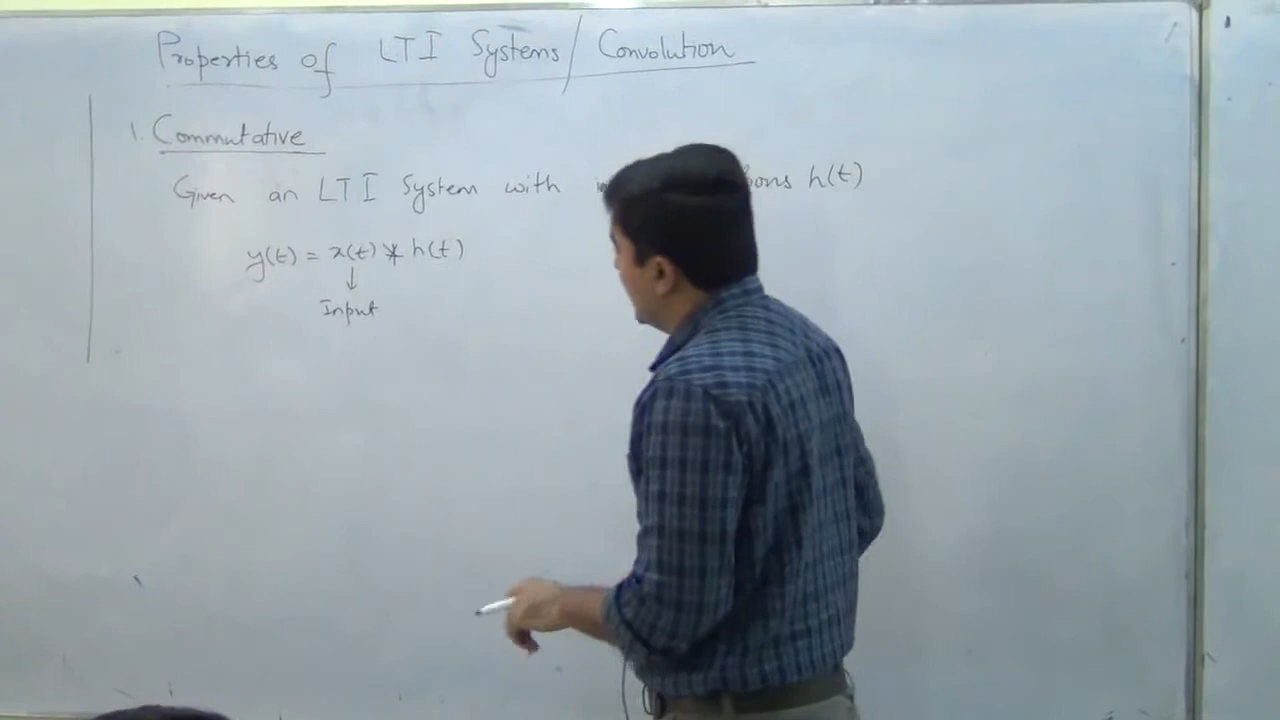 Properties of LTI Systems / Convolution
1. Commutative
Given an LTI System with h(t)
y(t) = x(t) * h(t)
↓
Input